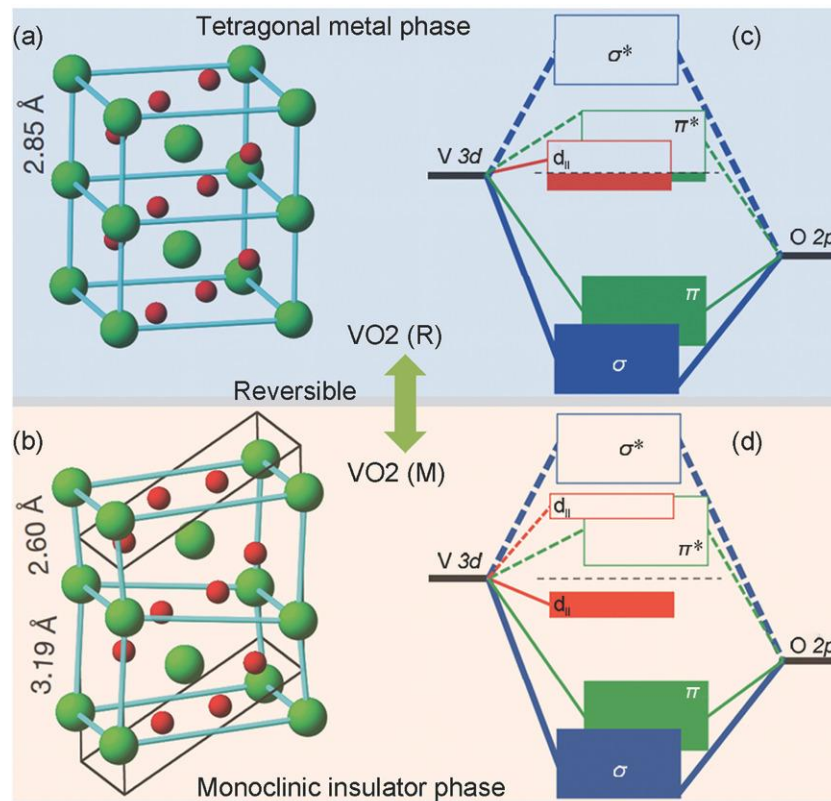 Tetragonal metal phase
(a)
2.85 Å
(c)
σ*
π*
V 3d
d||
O 2p
π
σ
VO2 (R)
Reversible
(b)
VO2 (M)
2.60 Å
3.19 Å
(d)
σ*
d||
π*
V 3d
d||
O 2p
π
σ
Monoclinic insulator phase